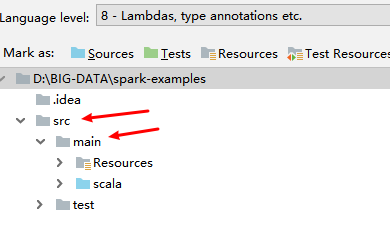 Language level: 8 - Lambdas, type annotations etc.
Mark as: Sources Tests Resources Test Resources
D:\BIG-DATA\spark-examples
.idea
src
main
Resources
scala
test